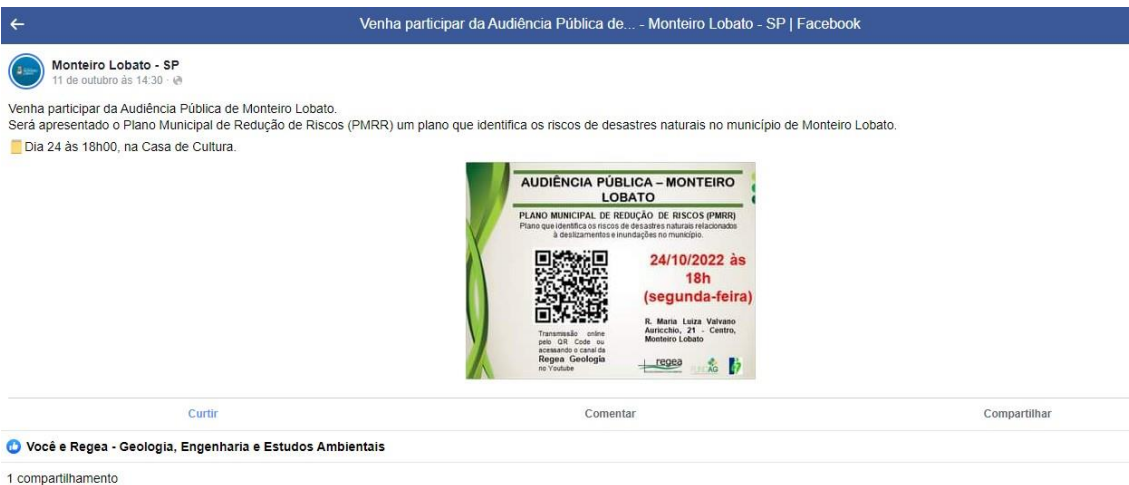 Venha participar da Audiência Pública de... - Monteiro Lobato - SP | Facebook
Monteiro Lobato - SP
11 de outubro às 14:30 ·
Venha participar da Audiência Pública de Monteiro Lobato.
Será apresentado o Plano Municipal de Redução de Riscos (PMRR) um plano que identifica os riscos de desastres naturais no município de Monteiro Lobato.
Dia 24 às 18h00, na Casa de Cultura.
AUDIÊNCIA PÚBLICA – MONTEIRO
LOBATO
PLANO MUNICIPAL DE REDUÇÃO DE RISCOS (PMRR)
Plano que identifica os riscos de desastres naturais relacionados
à deslizamentos e inundações no município.
24/10/2022 às
18h
(segunda-feira)
R. Maria Luiza Valvano
Auricchio, 21 - Centro,
Monteiro Lobato
Transmissão online
pelo QR Code ou
acessando o canal da
Regea Geologia
no Youtube
regea
FUNDAG
Curtir
Comentar
Compartilhar
Você e Regea - Geologia, Engenharia e Estudos Ambientais
1 compartilhamento